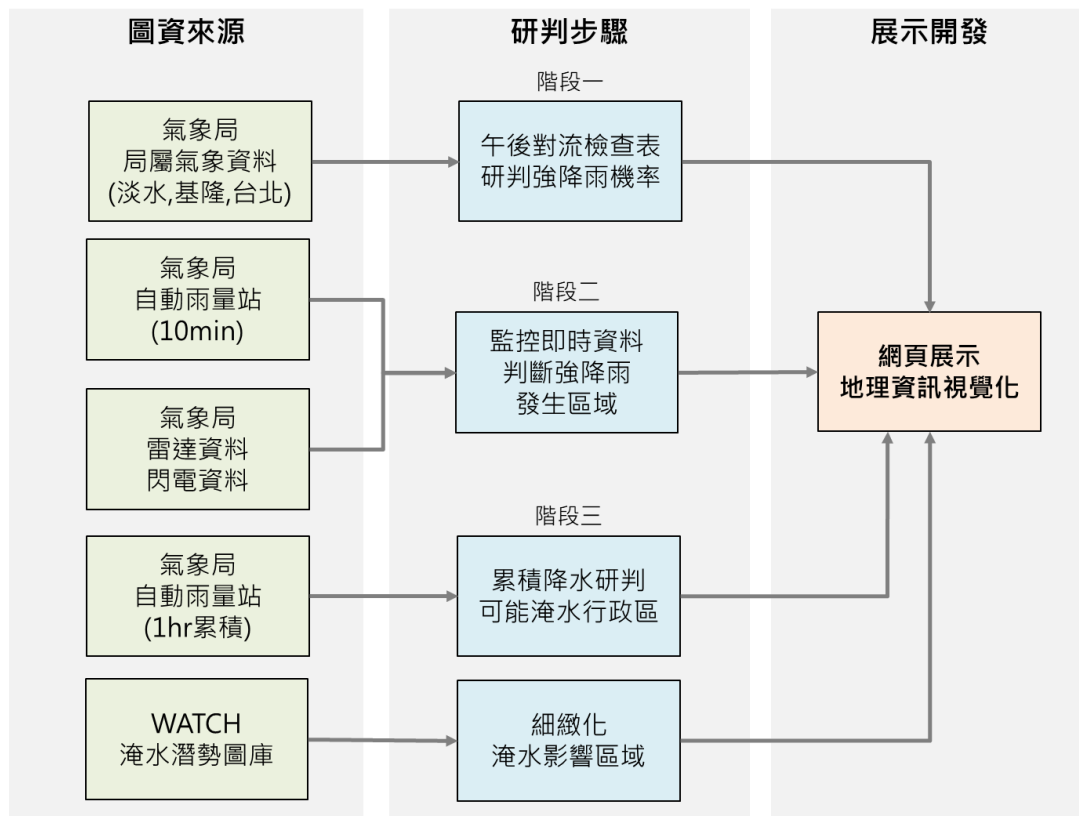 圖資來源
研判步驟
展示開發
階段一
氣象局
局屬氣象資料
(淡水,基隆,台北)
午後對流檢查表
研判強降雨機率
氣象局
自動雨量站
(10min)
階段二
監控即時資料
判斷強降雨
發生區域
網頁展示
地理資訊視覺化
氣象局
雷達資料
閃電資料
階段三
氣象局
自動雨量站
(1hr累積)
累積降水研判
可能淹水行政區
WATCH
淹水潛勢圖庫
細緻化
淹水影響區域